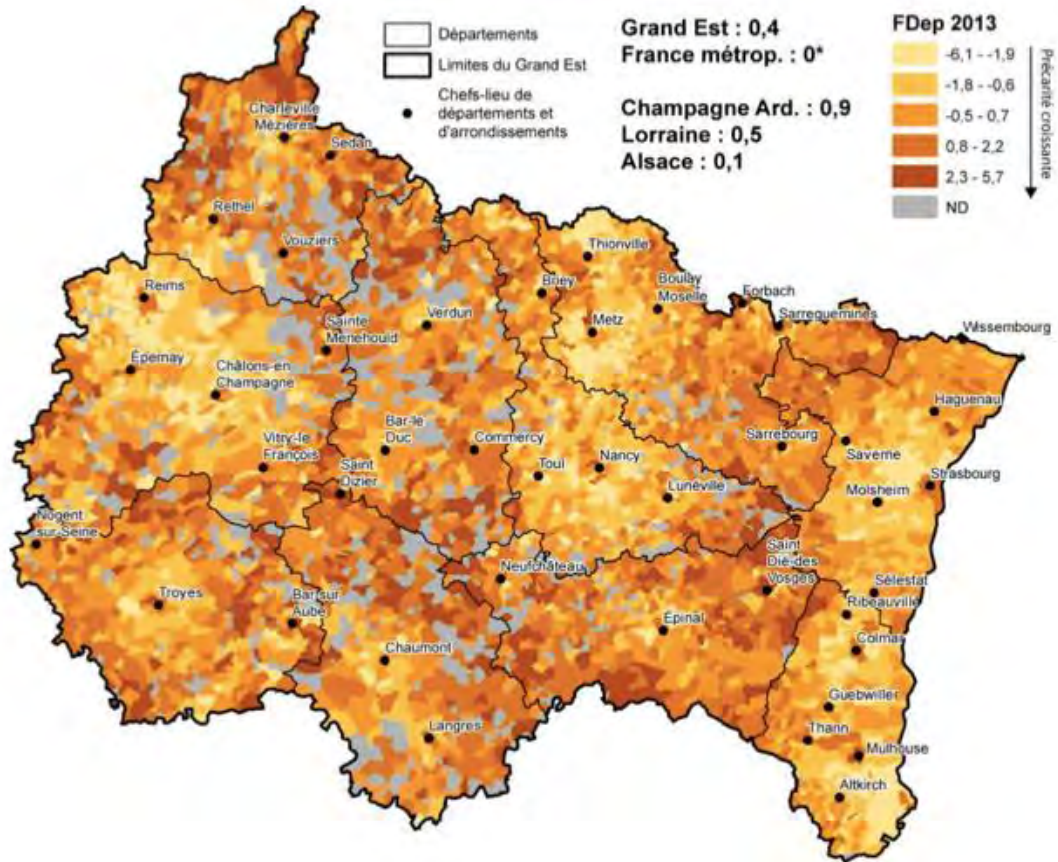 Départements
Limites du Grand Est
Chefs-lieu de
départements et
d'arrondissements
Grand Est : 0,4
France métrop. : 0*
Champagne Ard. : 0,9
Lorraine : 0,5
Alsace : 0,1
FDep 2013
-6,1 - -1,9
-1,8 - -0,6
-0,5 - 0,7
0,8 - 2,2
2,3 - 5,7
ND
Précarité croissante
Charleville
Mézières
Sedan
Rethel
Vouziers
Reims
Sainte
Menehould
Verdun
Briey
Thionville
Metz
Boulay
Moselle
Forbach
Sarreguemines
Wissembourg
Épernay
Châlons-en
Champagne
Haguenau
Vitry-le
François
Bar-le
Duc
Commercy
Toul
Nancy
Lunéville
Sarrebourg
Saverne
Strasbourg
Molsheim
Saint
Dizier
Nogent
sur-Seine
Troyes
Bar-sur
Aube
Neufchâteau
Saint
Dié-des
Vosges
Épinal
Sélestat
Ribeauvillé
Colmar
Chaumont
Langres
Guebwiller
Thann
Mulhouse
Altkirch